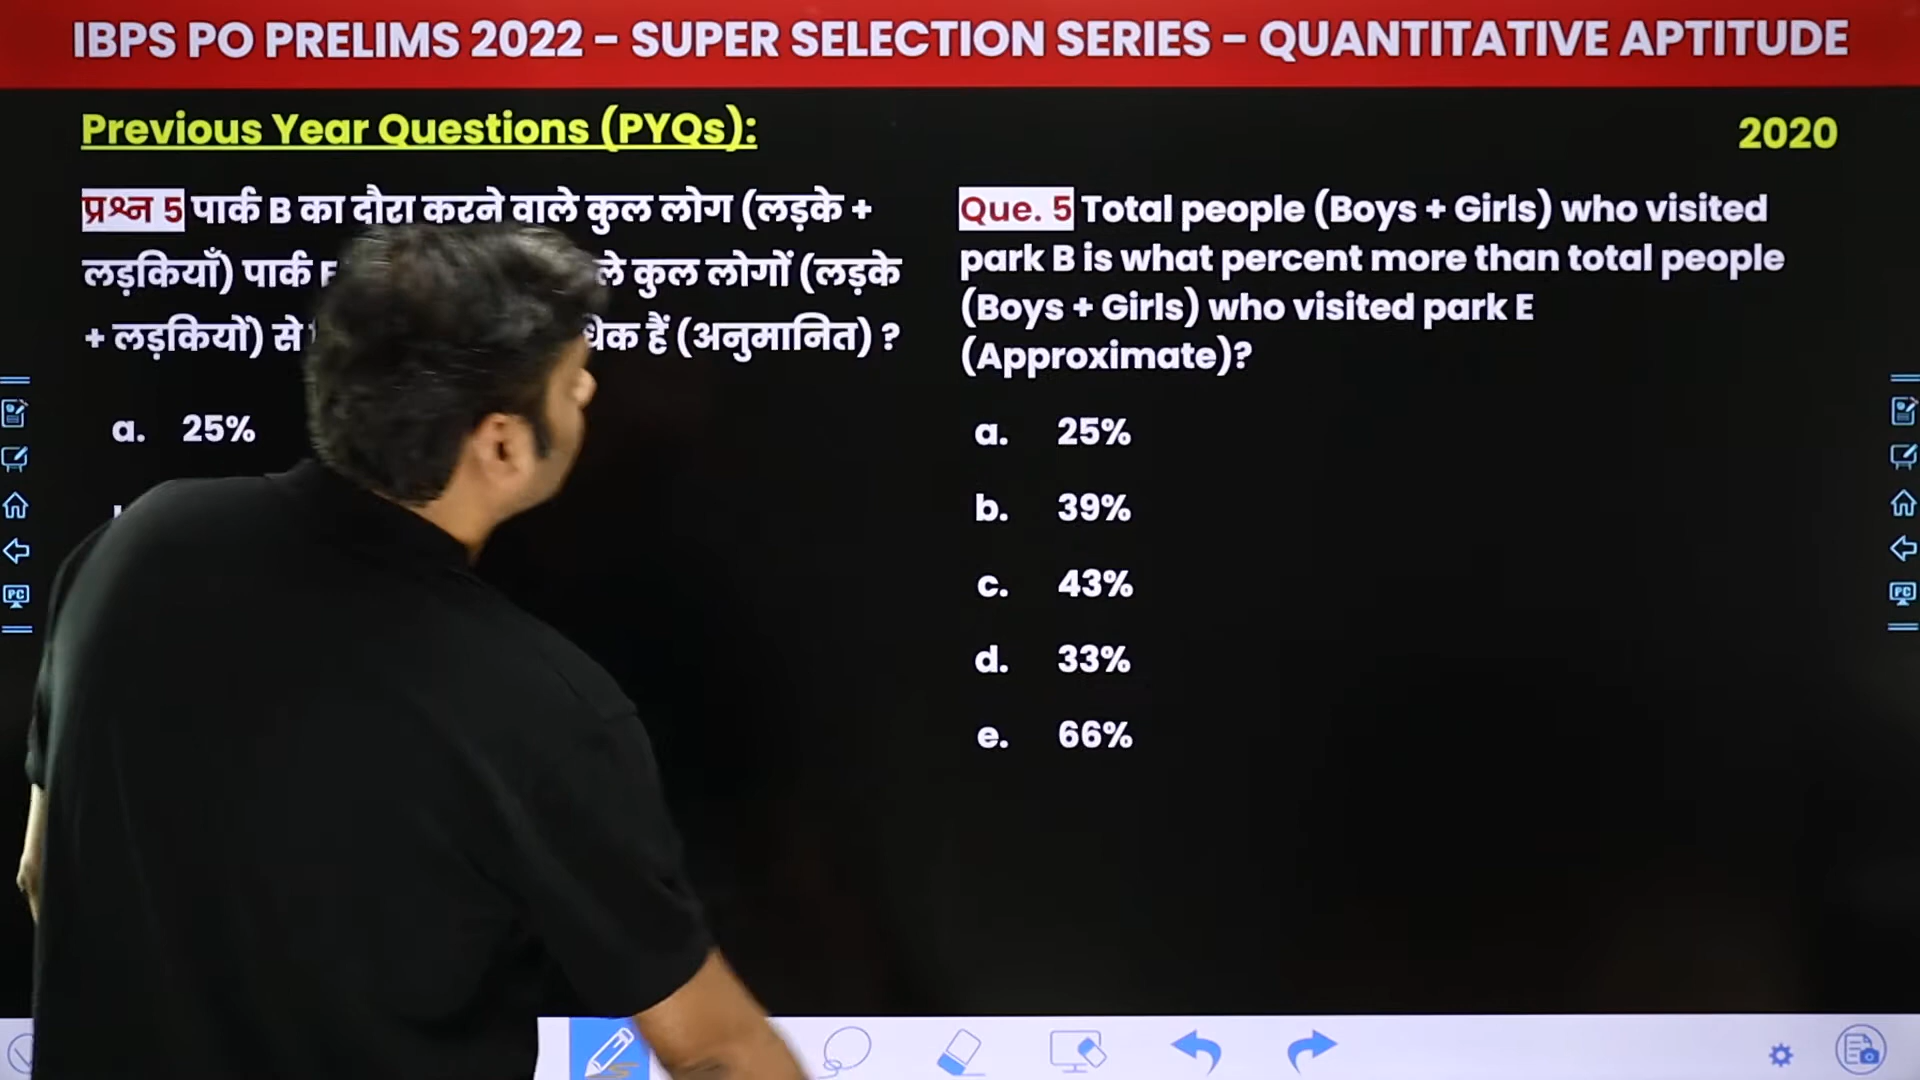 IBPS PO PRELIMS 2022 - SUPER SELECTION SERIES - QUANTITATIVE APTITUDE
Previous Year Questions (PYQs):
2020
प्रश्न 5 पार्क B का दौरा करने वाले कुल लोग (लड़के +
लड़कियाँ) पार्क कुल लोगों (लड़के
+ लड़कियों) से हैं (अनुमानित) ?
a. 25%
Que. 5 Total people (Boys + Girls) who visited
park B is what percent more than total people
(Boys + Girls) who visited park E
(Approximate)?
a. 25%
b. 39%
c. 43%
d. 33%
e. 66%
PC
PC